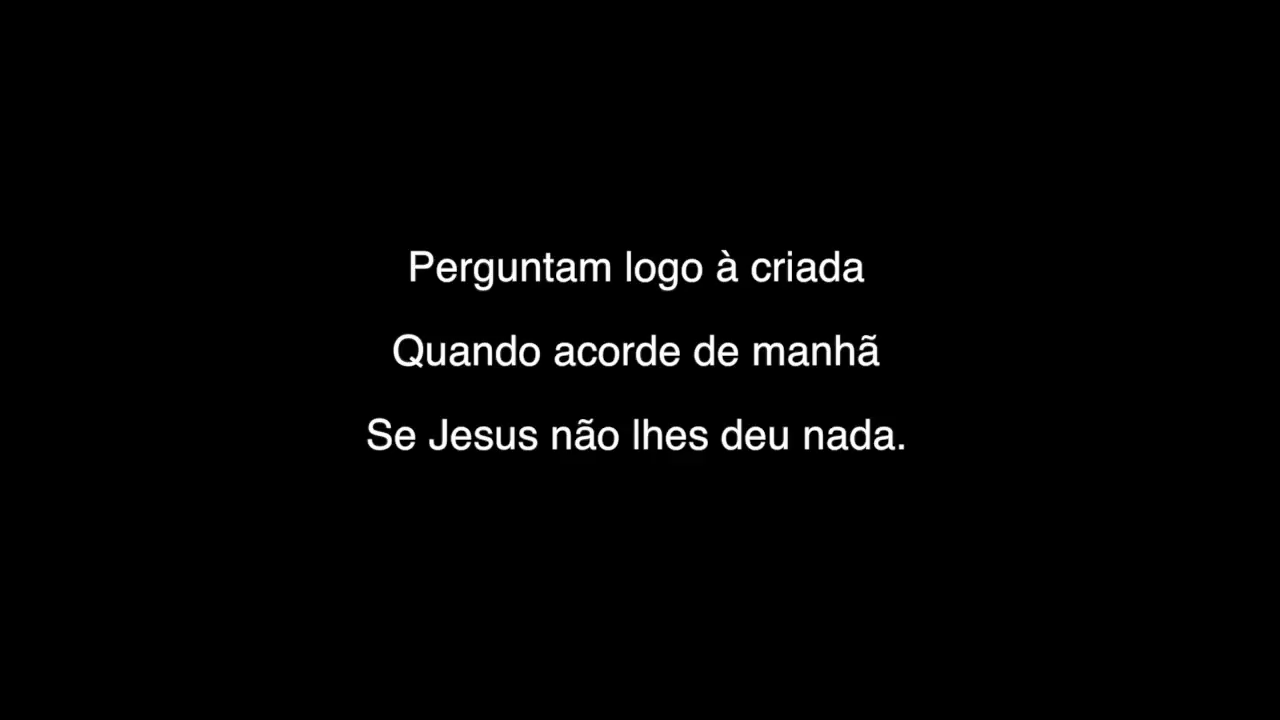 Perguntam logo à criada
Quando acorde de manhã
Se Jesus não lhes deu nada.